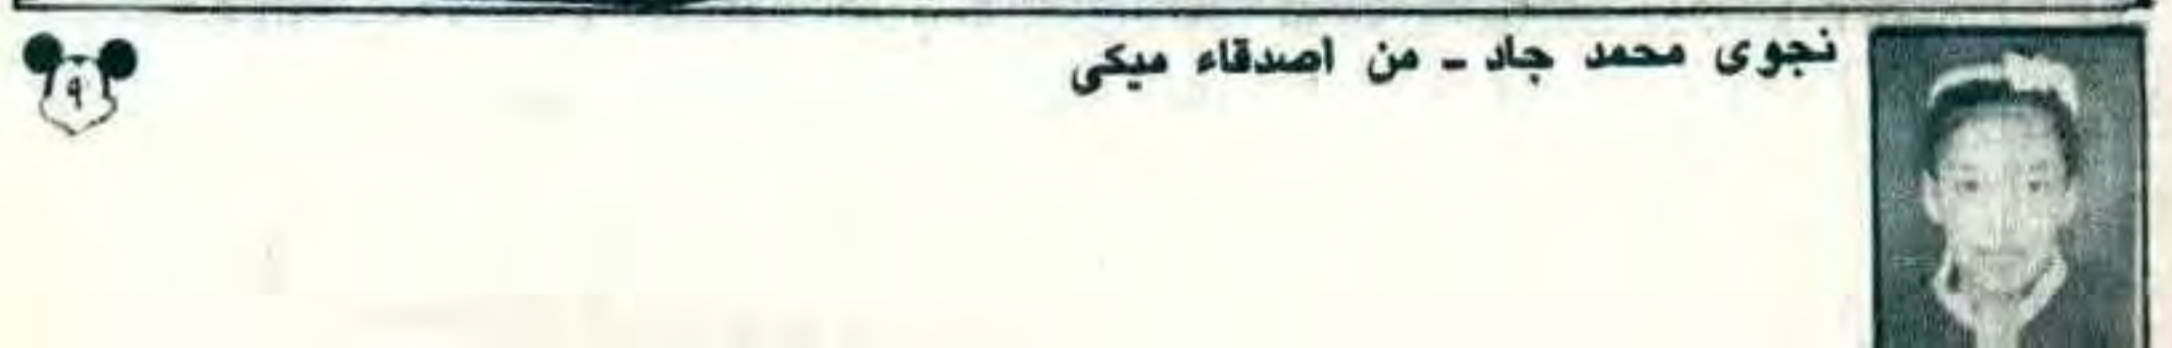 نجوى محمد جاد - من اصدقاء ميكى
٩